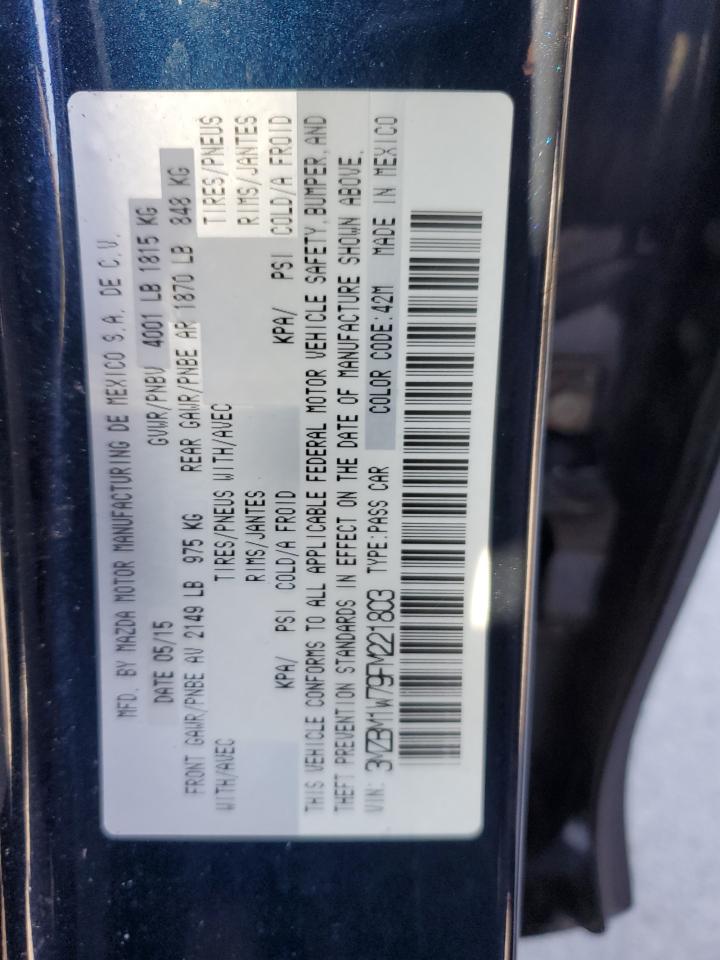 MFD. BY MAZDA MOTOR MANUFACTURING DE MEXICO S.A. DE C.V.
DATE 05/15 GVWR/PNBV 4001 LB 1815 KG
FRONT GAWR/PNBE AV 2149 LB 975 KG REAR GAWR/PNBE AR 1870 LB 848 KG
WITH/AVEC TIRES/PNEUS WITH/AVEC TIRES/PNEUS
RIMS/JANTES RIMS/JANTES
KPA/ PSI COLD/A FROID KPA/ PSI COLD/A FROID
THIS VEHICLE CONFORMS TO ALL APPLICABLE FEDERAL MOTOR VEHICLE SAFETY, BUMPER, AND
THEFT PREVENTION STANDARDS IN EFFECT ON THE DATE OF MANUFACTURE SHOWN ABOVE.
VIN: 3MZBM1W79FM221803 TYPE:PASS CAR COLOR CODE:42M MADE IN MEXICO